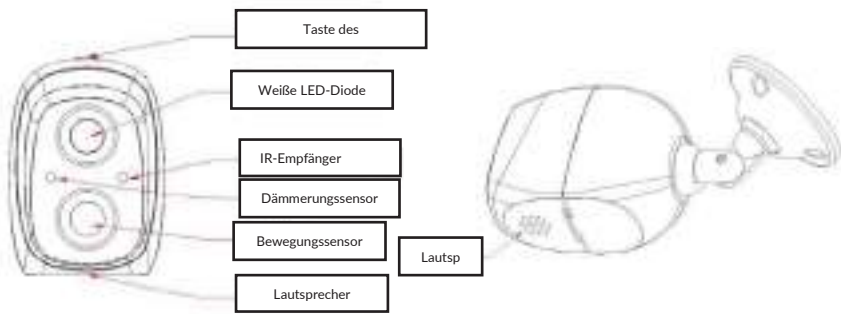 Taste des
Weiße LED-Diode
IR-Empfänger
Dämmerungssensor
Bewegungssensor
Lautsp
Lautsprecher